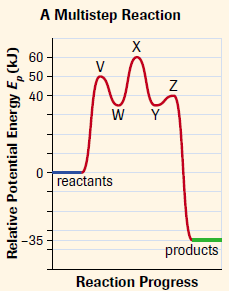 A Multistep Reaction
Relative Potential Energy Ep (kJ)
60
50
40
0
–35
V
W
X
Y
Z
reactants
products
Reaction Progress